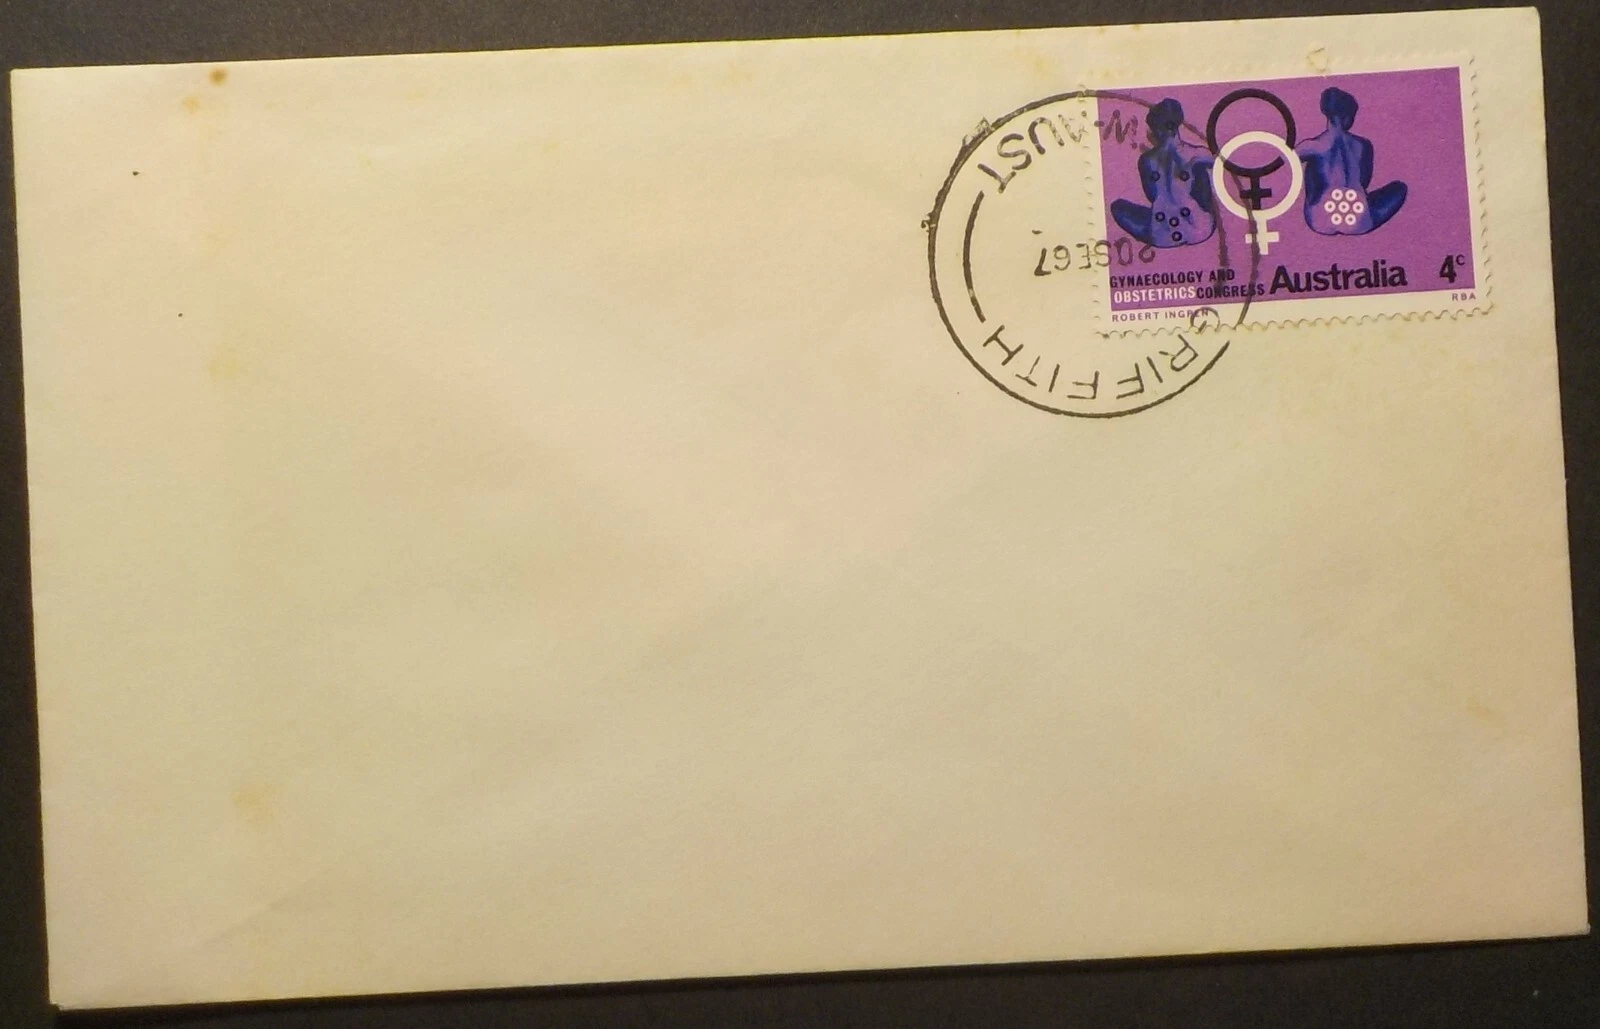 GYNAECOLOGY AND
OBSTETRICS CONGRESS Australia 4c
ROBERT INGPEN RBA
GRIFFITH
20SE67
N.S.W-AUST